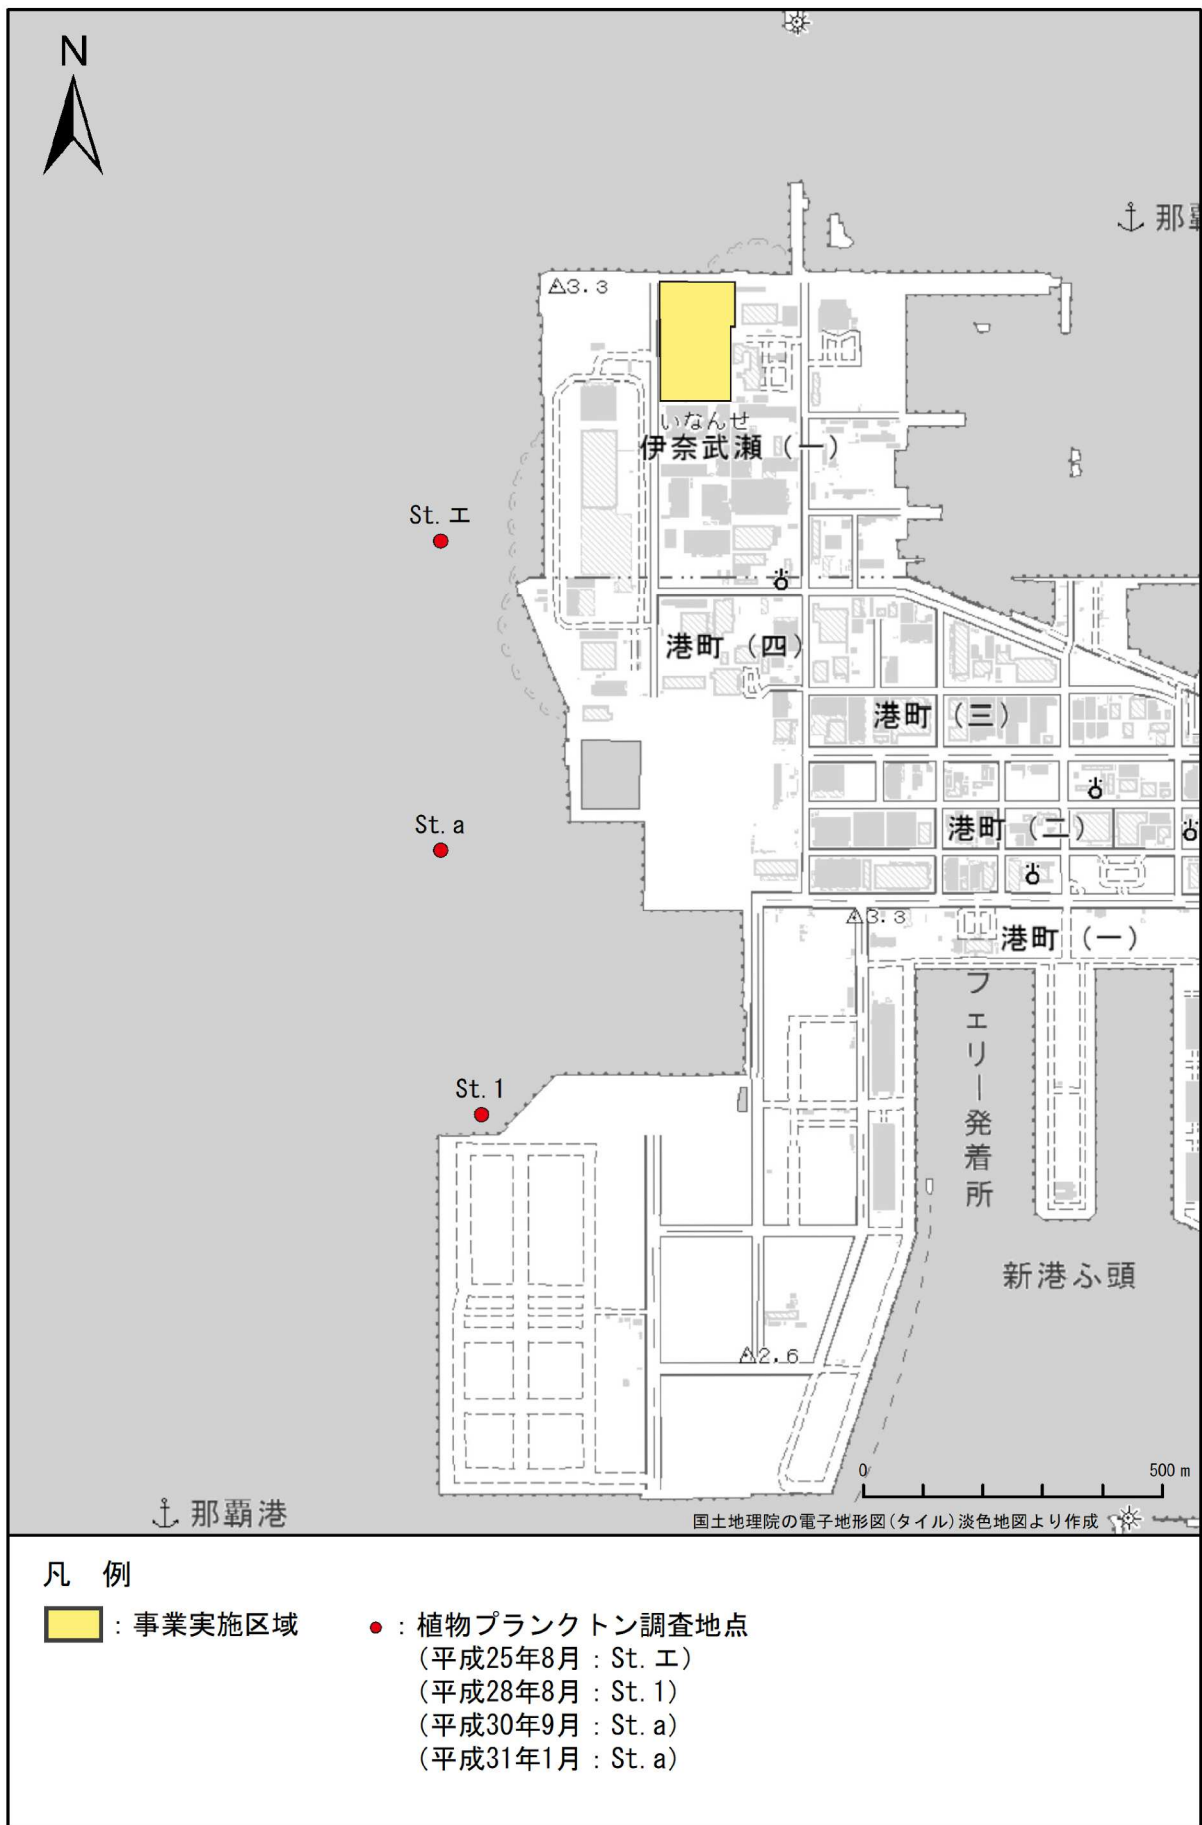 N
那覇
3.3
いなんせ
伊奈武瀬（一）
St.エ
港町（四）
港町（三）
St.a
港町（二）
3.3
港町（一）
フェリー発着所
St.1
新港ふ頭
2.6
0
500 m
那覇港
国土地理院の電子地形図(タイル)淡色地図より作成
凡　例
：事業実施区域
：植物プランクトン調査地点
（平成25年8月：St.エ）
（平成28年8月：St.1）
（平成30年9月：St.a）
（平成31年1月：St.a）